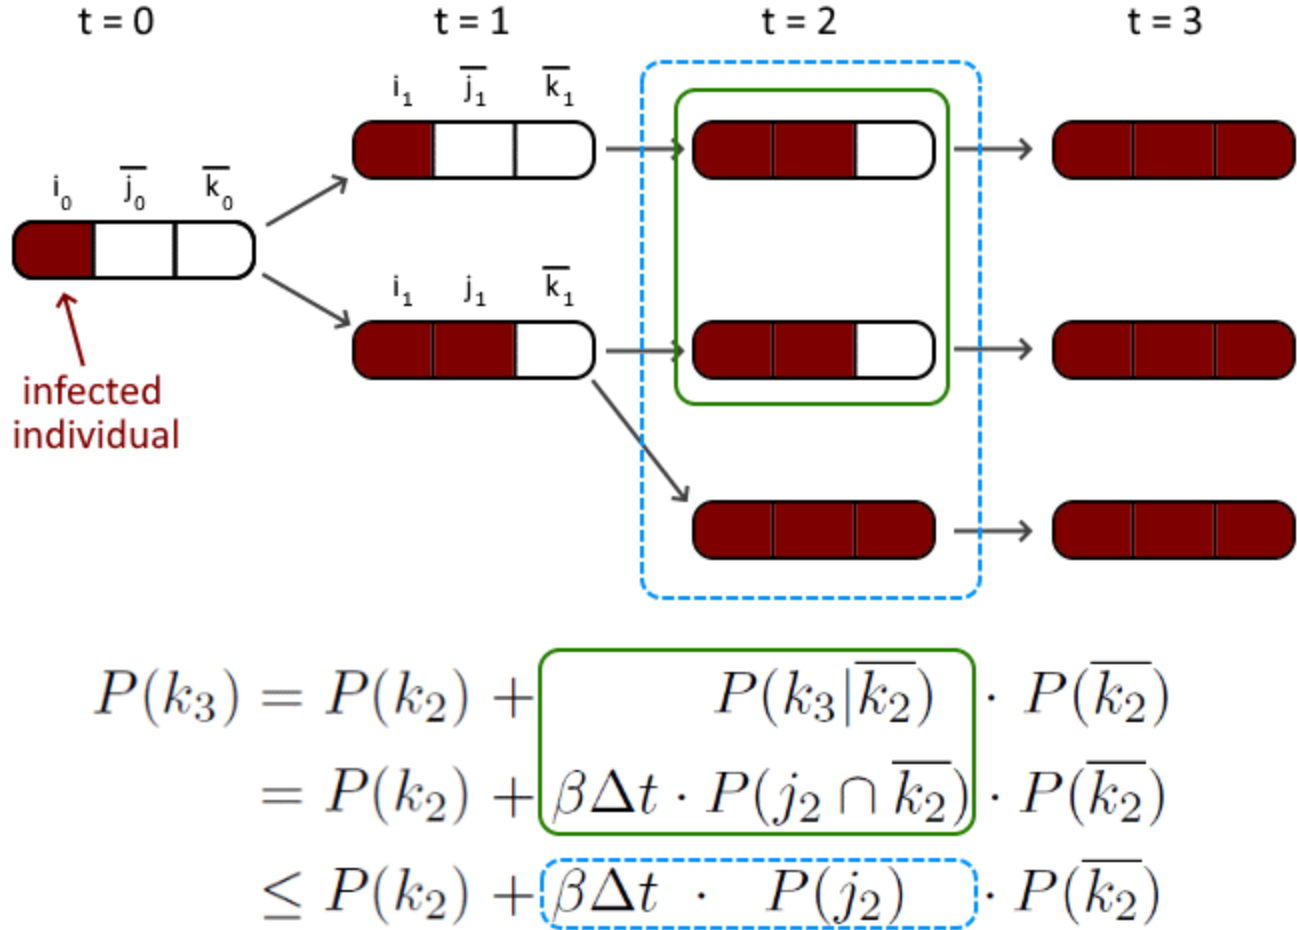 t = 0 t = 1 t = 2 t = 3
i₁ j̅₁ k̅₁
i₀ j̅₀ k̅₀
i₁ j₁ k̅₁
infected
individual
P(k₃) = P(k₂) + P(k₃|k̅₂) · P(k̅₂)
= P(k₂) + βΔt · P(j₂ ∩ k̅₂) · P(k̅₂)
≤ P(k₂) + βΔt · P(j₂) · P(k̅₂)